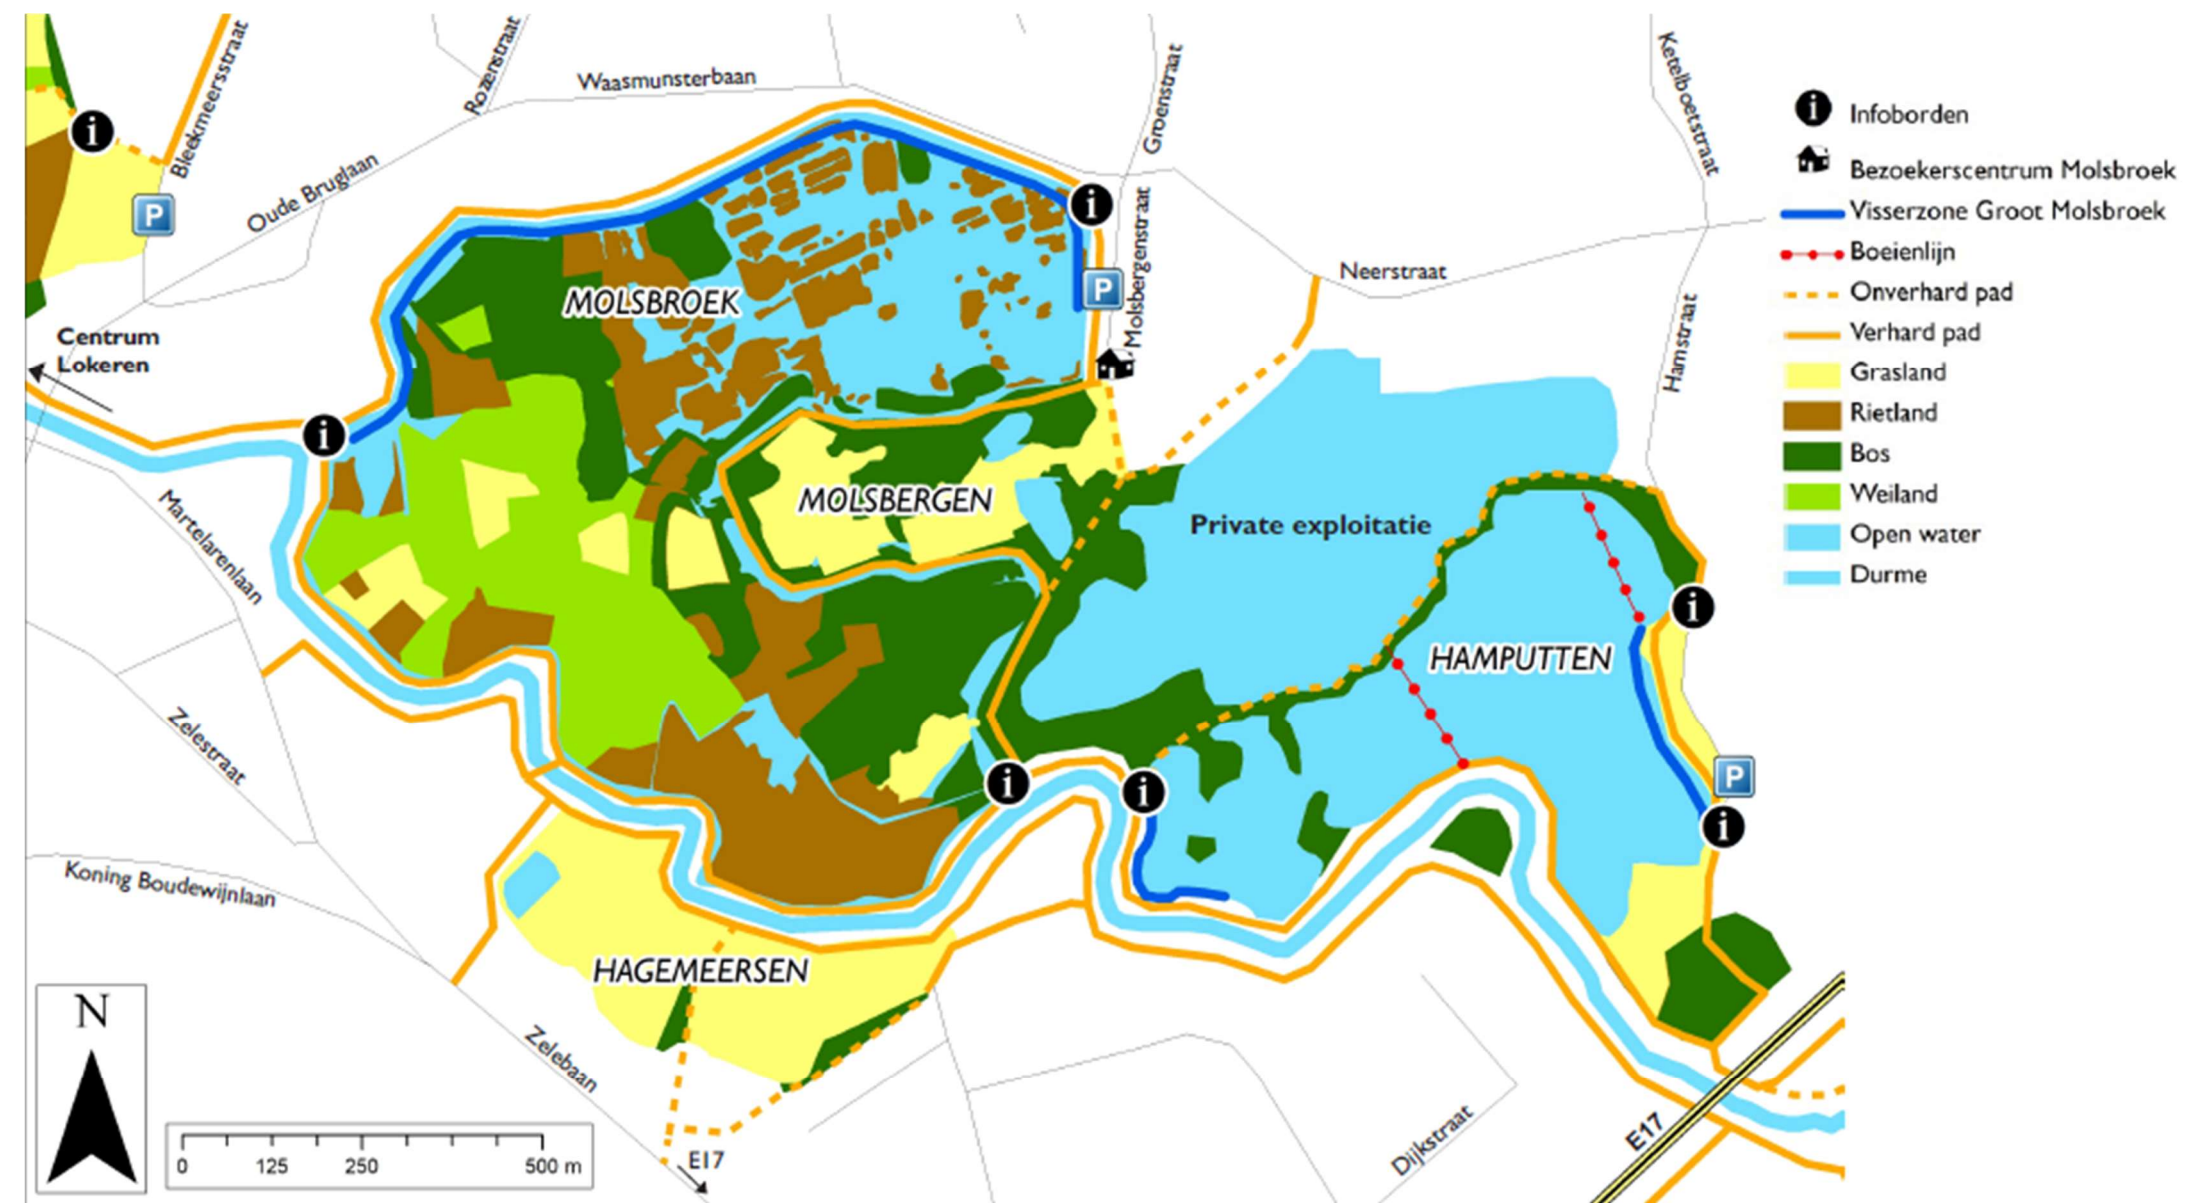 Bleekmeersstraat
Rozenstraat
Waasmunsterbaan
Groenstraat
Ketelboetstraat
Oude Bruglaan
i
P
i
Molsbergenstraat
P
Neerstraat
Hamstraat
MOLSBROEK
Centrum
Lokeren
i
MOLSBERGEN
Private exploitatie
Martelarenlaan
i
HAMPUTTEN
Zelestraat
i
i
P
i
Koning Boudewijnlaan
HAGEMEERSEN
Zelebaan
E17
Dijkstraat
E17
N
0 125 250 500 m
i Infoborden
Bezoekerscentrum Molsbroek
Visserzone Groot Molsbroek
Boeienlijn
Onverhard pad
Verhard pad
Grasland
Rietland
Bos
Weiland
Open water
Durme